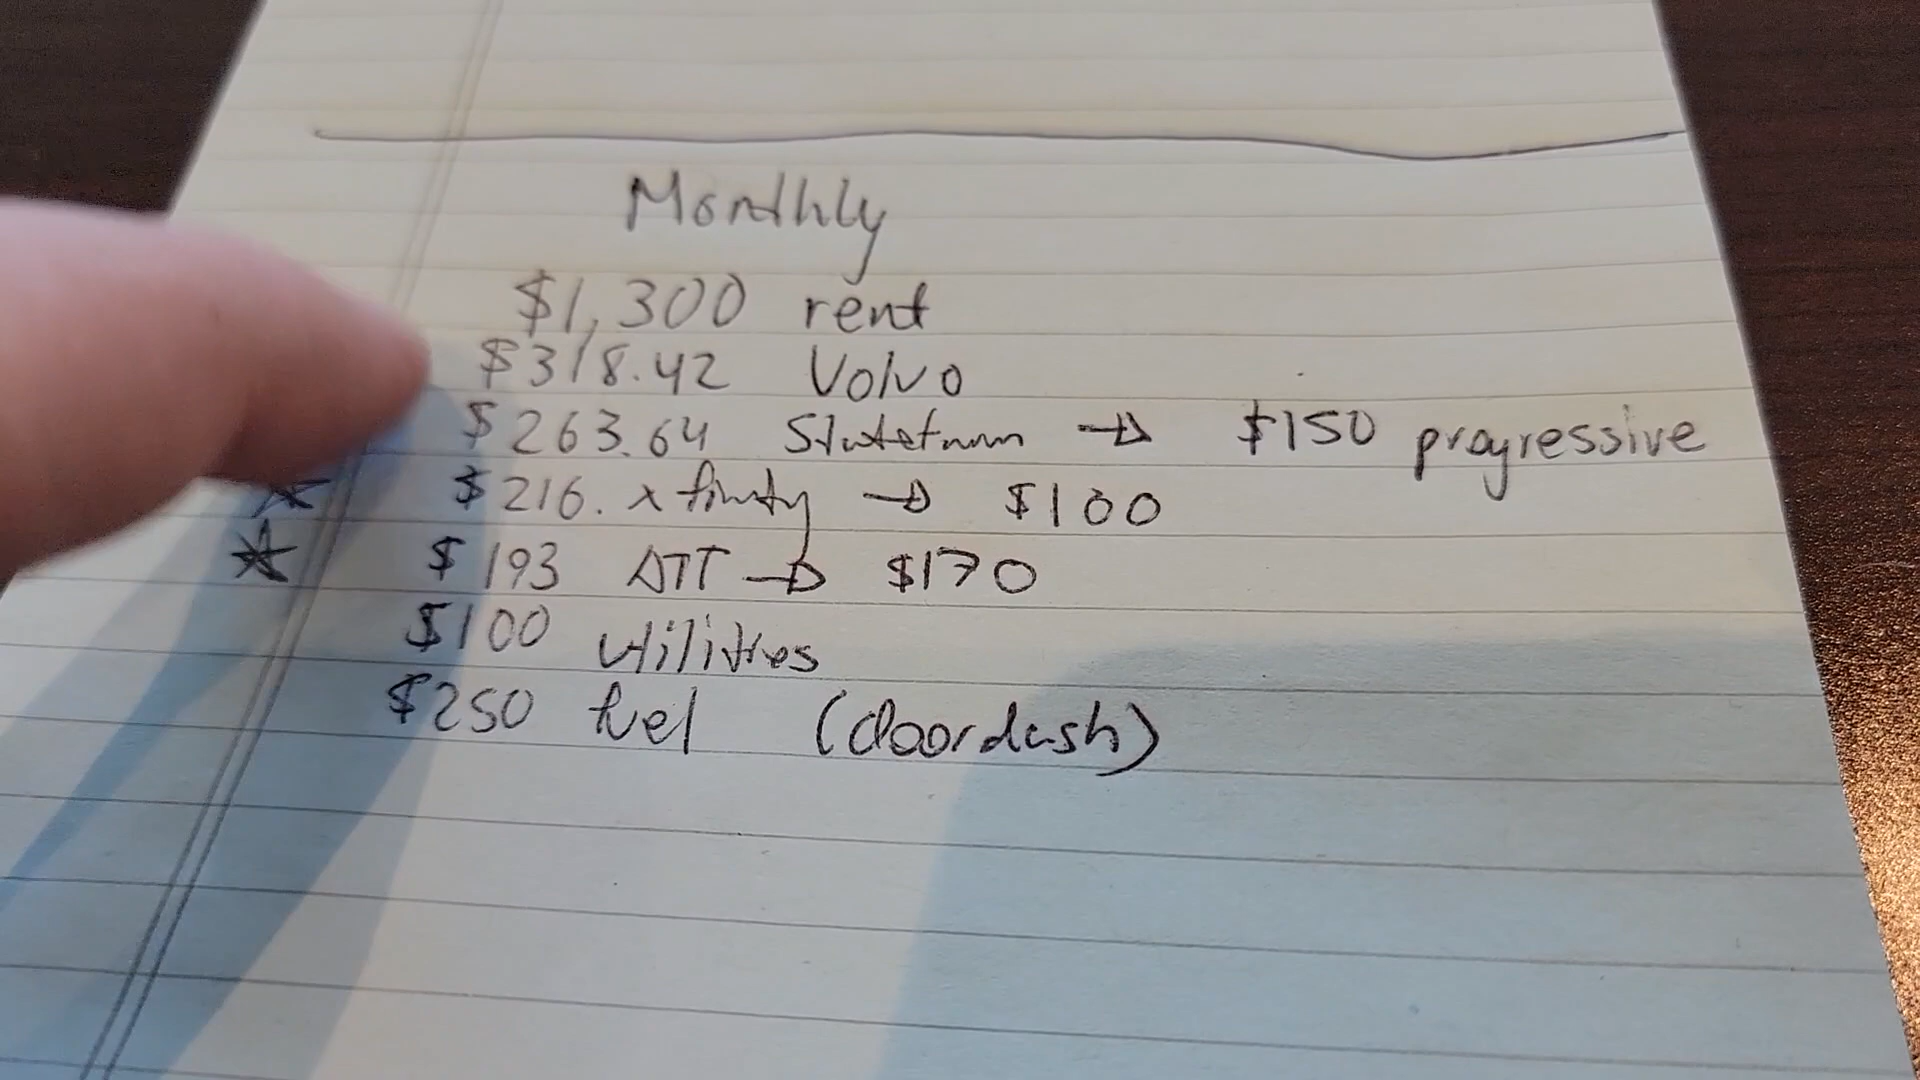 Monthly
$1,300 rent
$318.42 Volvo
$263.64 Statefarm → $150 progressive
$216. xfinity → $100
$193 ATT → $170
$100 utilities
$250 fuel (doordash)